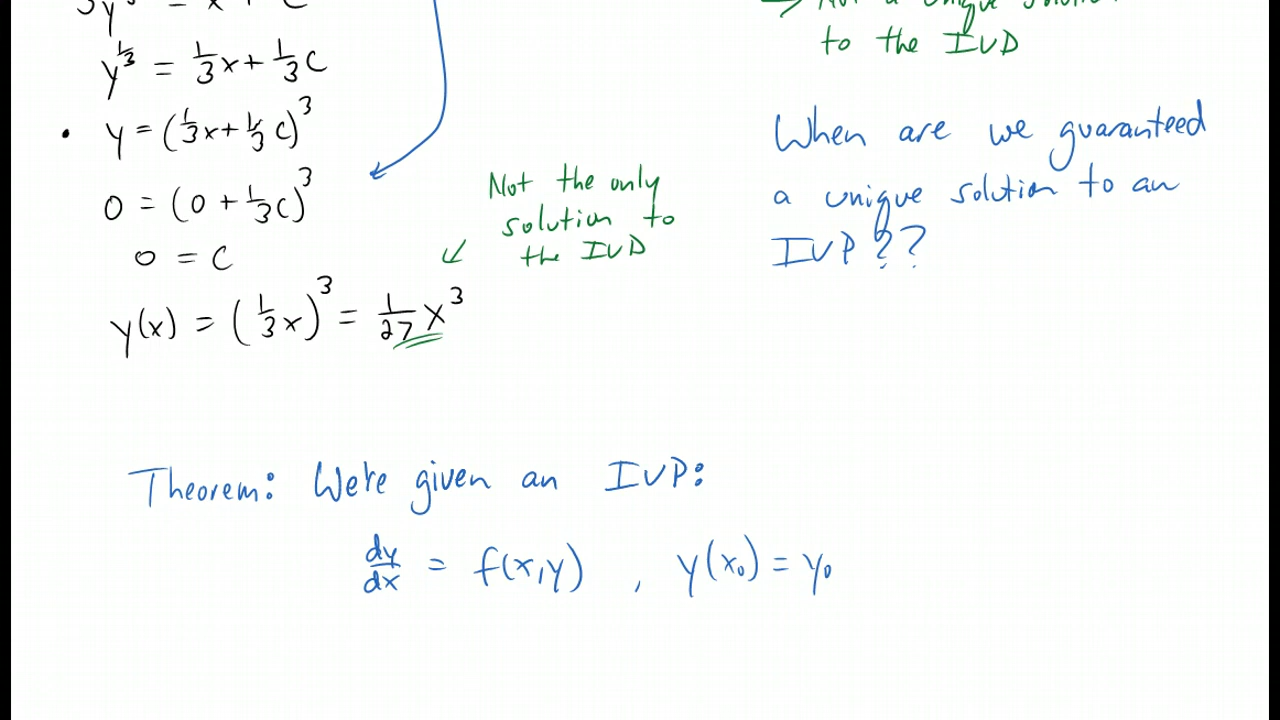 y^{1/3} = 1/3 x + 1/3 C
• y = (1/3 x + 1/3 C)^3
0 = (0 + 1/3 C)^3
0 = C
y(x) = (1/3 x)^3 = 1/27 x^3
Not the only
solution to
the IVP
to the IVP
When are we guaranteed
a unique solution to an
IVP??
Theorem: We're given an IVP:
dy/dx = f(x,y) , y(x₀) = y₀